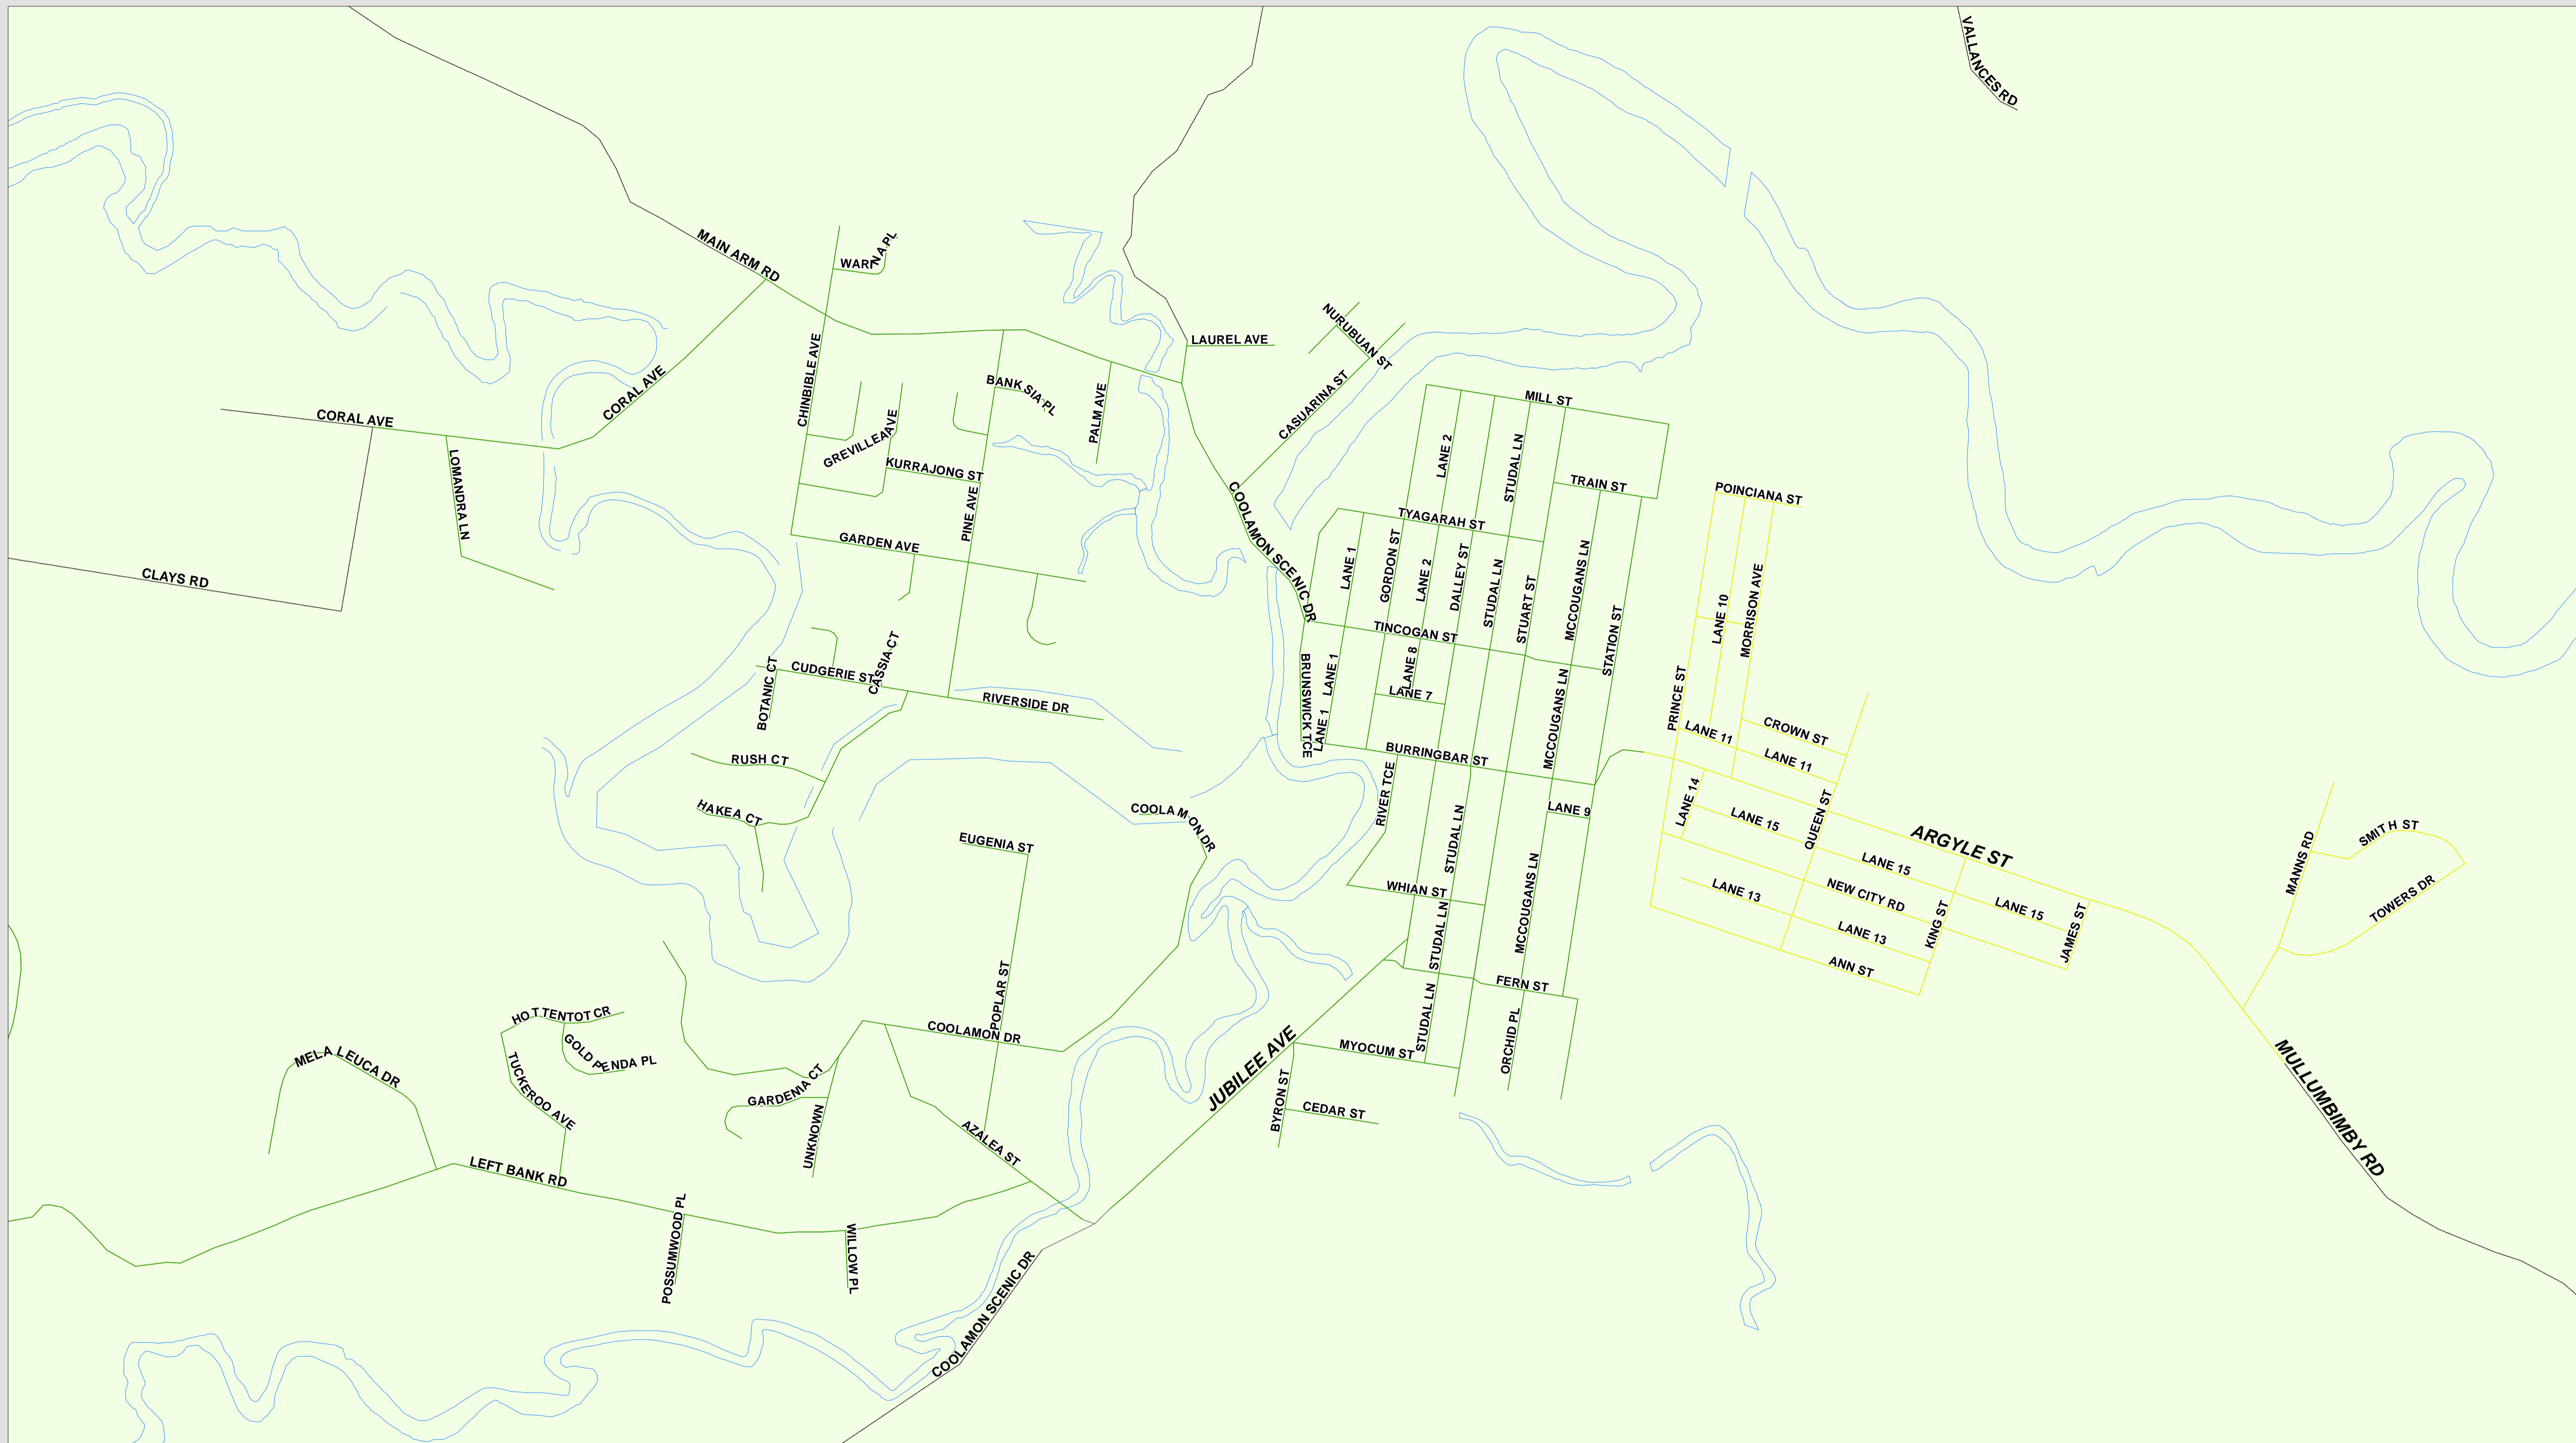 VALLANCES RD
MAIN ARM RD
WARINA PL
NURUBUAN ST
LAUREL AVE
CHINBIBLE AVE
CORAL AVE
CORAL AVE
BANKSIA PL
PALM AVE
CASUARINA ST
MILL ST
GREVILLEA AVE
KURRAJONG ST
LOMANDRA LN
LANE 2
STUDAL LN
TRAIN ST
POINCIANA ST
PINE AVE
COOLAMON SCENIC DR
TYAGARAH ST
GARDEN AVE
CLAYS RD
LANE 1
GORDON ST
LANE 2
DALLEY ST
STUDAL LN
STUART ST
MCCOUGANS LN
STATION ST
LANE 10
MORRISON AVE
TINCOGAN ST
CUDGERIE ST
CASSIA CT
BOTANIC CT
RIVERSIDE DR
BRUNSWICK TCE
LANE 1
LANE 1
LANE 8
LANE 7
MCCOUGANS LN
PRINCE ST
LANE 11
CROWN ST
LANE 11
RUSH CT
BURRINGBAR ST
RIVER TCE
HAKEA CT
COOLAMON DR
EUGENIA ST
LANE 9
LANE 14
LANE 15
QUEEN ST
ARGYLE ST
MANNS RD
SMITH ST
STUDAL LN
LANE 15
WHIAN ST
LANE 13
NEW CITY RD
LANE 15
TOWERS DR
MCCOUGANS LN
STUDAL LN
LANE 13
KING ST
JAMES ST
ANN ST
FERN ST
POPLAR ST
HOTTENTOT CR
COOLAMON DR
STUDAL LN
ORCHID PL
MYOCUM ST
GOLD PENDA PL
MELALEUCA DR
TUCKEROO AVE
GARDENIA CT
UNKNOWN
JUBILEE AVE
BYRON ST
CEDAR ST
MULLUMBIMBY RD
AZALEA ST
LEFT BANK RD
POSSUMWOOD PL
WILLOW PL
COOLAMON SCENIC DR